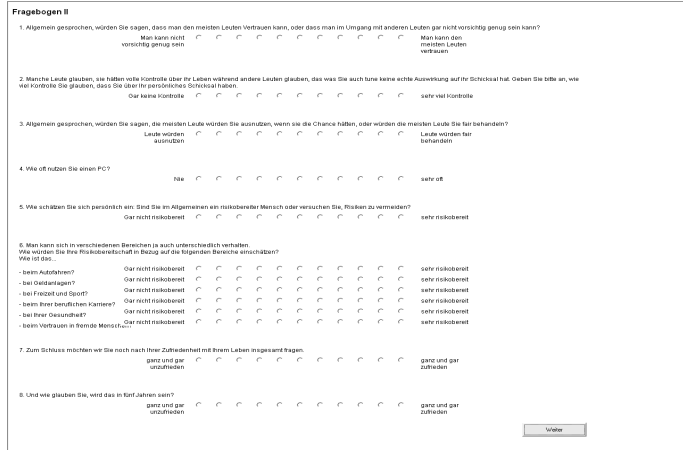 Fragebogen II
1. Allgemein gesprochen, würden Sie sagen, dass man den meisten Leuten Vertrauen kann, oder dass man im Umgang mit anderen Leuten gar nicht vorsichtig genug sein kann?
Man kann nicht vorsichtig genug sein
Man kann den meisten Leuten vertrauen
2. Manche Leute glauben, sie hätten volle Kontrolle über ihr Leben während andere Leuten glauben, das was Sie auch tune keine echte Auswirkung auf ihr Schicksal hat. Geben Sie bitte an, wie
viel Kontrolle Sie glauben, dass Sie über Ihr persönliches Schicksal haben.
Gar keine Kontrolle sehr viel Kontrolle
3. Allgemein gesprochen, würden Sie sagen, die meisten Leute würden Sie ausnutzen, wenn sie die Chance hätten, oder würden die meisten Leute Sie fair behandeln?
Leute würden ausnutzen
Leute würden fair behandeln
4. Wie oft nutzen Sie einen PC?
Nie sehr oft
5. Wie schätzen Sie sich persönlich ein: Sind Sie im Allgemeinen ein risikobereiter Mensch oder versuchen Sie, Risiken zu vermeiden?
Gar nicht risikobereit sehr risikobereit
6. Man kann sich in verschiedenen Bereichen ja auch unterschiedlich verhalten.
Wie würden Sie Ihre Risikobereitschaft in Bezug auf die folgenden Bereiche einschätzen?
Wie ist das...
- beim Autofahren? Gar nicht risikobereit sehr risikobereit
- bei Geldanlagen? Gar nicht risikobereit sehr risikobereit
- bei Freizeit und Sport? Gar nicht risikobereit sehr risikobereit
- beim Ihrer beruflichen Karriere? Gar nicht risikobereit sehr risikobereit
- bei Ihrer Gesundheit? Gar nicht risikobereit sehr risikobereit
- beim Vertrauen in fremde Gar nicht risikobereit sehr risikobereit
7. Zum Schluss möchten wir Sie noch nach Ihrer Zufriedenheit mit Ihrem Leben insgesamt fragen.
ganz und gar unzufrieden
ganz und gar zufrieden
8. Und wie glauben Sie, wird das in fünf Jahren sein?
ganz und gar unzufrieden
ganz und gar zufrieden
Weiter